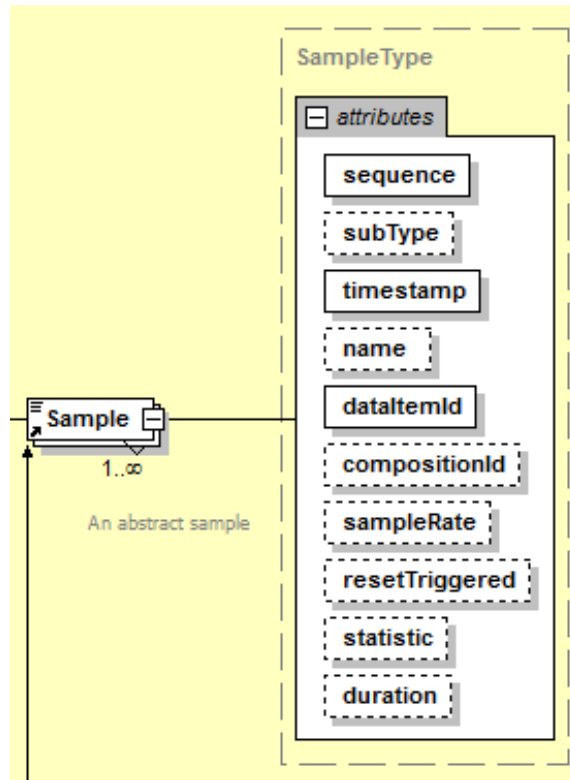 SampleType
attributes
sequence
subType
timestamp
name
Sample
dataItemId
1..∞
compositionId
An abstract sample
sampleRate
resetTriggered
statistic
duration